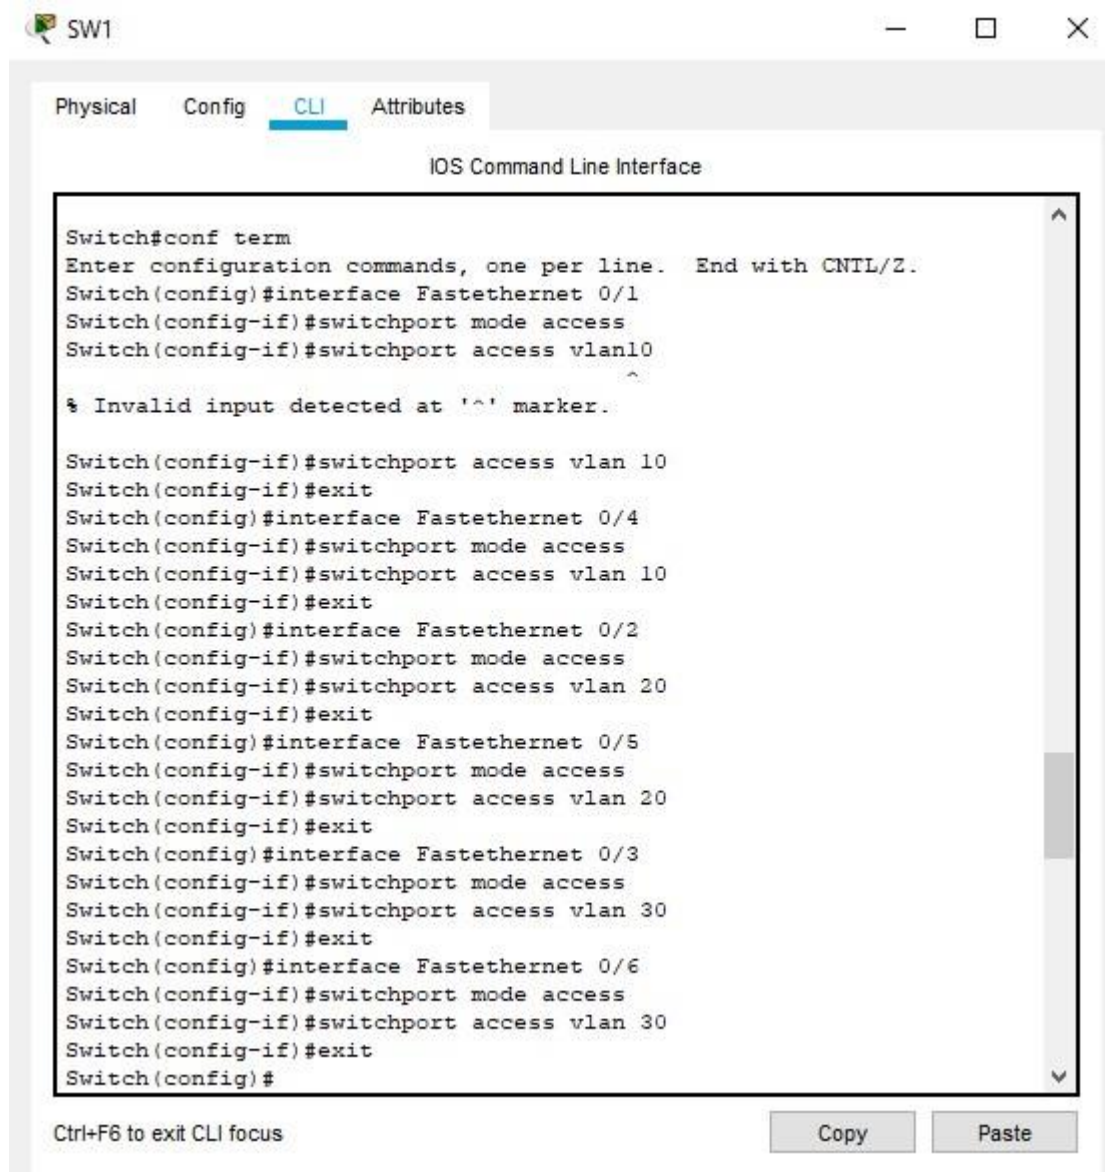 SW1
Physical Config CLI Attributes
IOS Command Line Interface
Switch#conf term
Enter configuration commands, one per line.  End with CNTL/Z.
Switch(config)#interface Fastethernet 0/1
Switch(config-if)#switchport mode access
Switch(config-if)#switchport access vlan10
^
% Invalid input detected at '^' marker.
Switch(config-if)#switchport access vlan 10
Switch(config-if)#exit
Switch(config)#interface Fastethernet 0/4
Switch(config-if)#switchport mode access
Switch(config-if)#switchport access vlan 10
Switch(config-if)#exit
Switch(config)#interface Fastethernet 0/2
Switch(config-if)#switchport mode access
Switch(config-if)#switchport access vlan 20
Switch(config-if)#exit
Switch(config)#interface Fastethernet 0/5
Switch(config-if)#switchport mode access
Switch(config-if)#switchport access vlan 20
Switch(config-if)#exit
Switch(config)#interface Fastethernet 0/3
Switch(config-if)#switchport mode access
Switch(config-if)#switchport access vlan 30
Switch(config-if)#exit
Switch(config)#interface Fastethernet 0/6
Switch(config-if)#switchport mode access
Switch(config-if)#switchport access vlan 30
Switch(config-if)#exit
Switch(config)#
Ctrl+F6 to exit CLI focus
Copy Paste